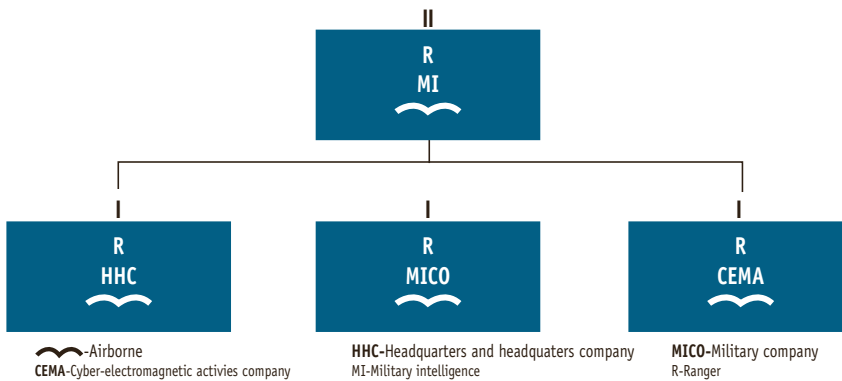 II
R
MI
I
R
HHC
I
R
MICO
I
R
CEMA
-Airborne
CEMA-Cyber-electromagnetic activies company
HHC-Headquarters and headquaters company
MI-Military intelligence
MICO-Military company
R-Ranger